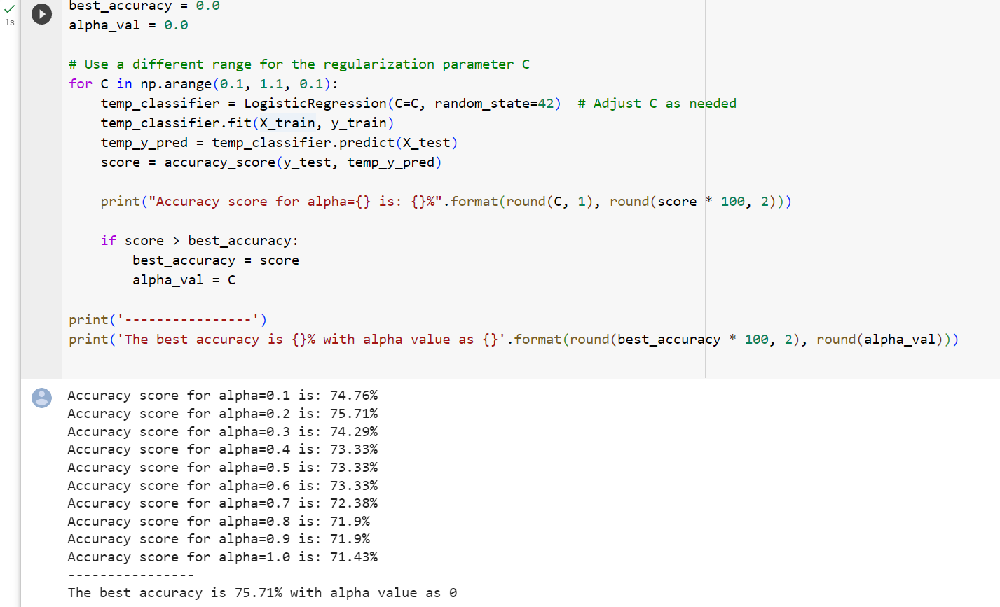 best_accuracy = 0.0
1s
alpha_val = 0.0
# Use a different range for the regularization parameter C
for C in np.arange(0.1, 1.1, 0.1):
    temp_classifier = LogisticRegression(C=C, random_state=42)  # Adjust C as needed
    temp_classifier.fit(X_train, y_train)
    temp_y_pred = temp_classifier.predict(X_test)
    score = accuracy_score(y_test, temp_y_pred)
    print("Accuracy score for alpha={} is: {}%".format(round(C, 1), round(score * 100, 2)))
    if score > best_accuracy:
        best_accuracy = score
        alpha_val = C
print('----------------')
print('The best accuracy is {}% with alpha value as {}'.format(round(best_accuracy * 100, 2), round(alpha_val)))
Accuracy score for alpha=0.1 is: 74.76%
Accuracy score for alpha=0.2 is: 75.71%
Accuracy score for alpha=0.3 is: 74.29%
Accuracy score for alpha=0.4 is: 73.33%
Accuracy score for alpha=0.5 is: 73.33%
Accuracy score for alpha=0.6 is: 73.33%
Accuracy score for alpha=0.7 is: 72.38%
Accuracy score for alpha=0.8 is: 71.9%
Accuracy score for alpha=0.9 is: 71.9%
Accuracy score for alpha=1.0 is: 71.43%
----------------
The best accuracy is 75.71% with alpha value as 0